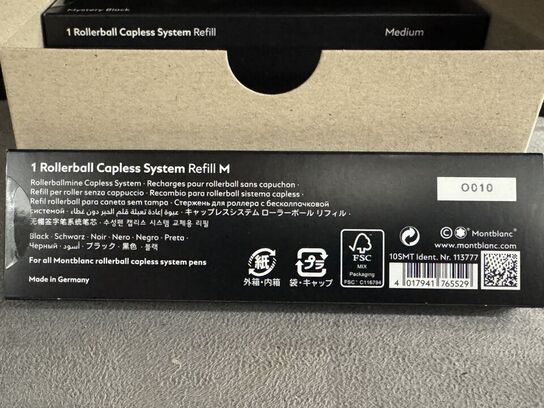 Mystery Black
1 Rollerball Capless System Refill Medium
1 Rollerball Capless System Refill M
Rollerballmine Capless System · Recharges pour rollerball sans capuchon ·
Refill per roller senza cappuccio · Recambio para rollerball sistema capless ·
Refil rollerball para caneta sem tampa · Стержень для роллера с бесколпачковой
системой · عبوة إعادة تعبئة قلم الحبر دون غطاء · キャップレスシステム ローラーボール リフィル ·
无帽签字笔系统笔芯 · 수성펜 캡리스 시스템 교체용 리필
Black · Schwarz · Noir · Nero · Negro · Preta ·
Черный · أسود · ブラック · 黑色 · 블랙
For all Montblanc rollerball capless system pens
Made in Germany
紙
外箱・内箱
プラ
袋・キャップ
FSC
MIX
Packaging
FSC® C116794
O010
© Montblanc®
www.montblanc.com
10SMT Ident. Nr. 113777
4 017941 765529